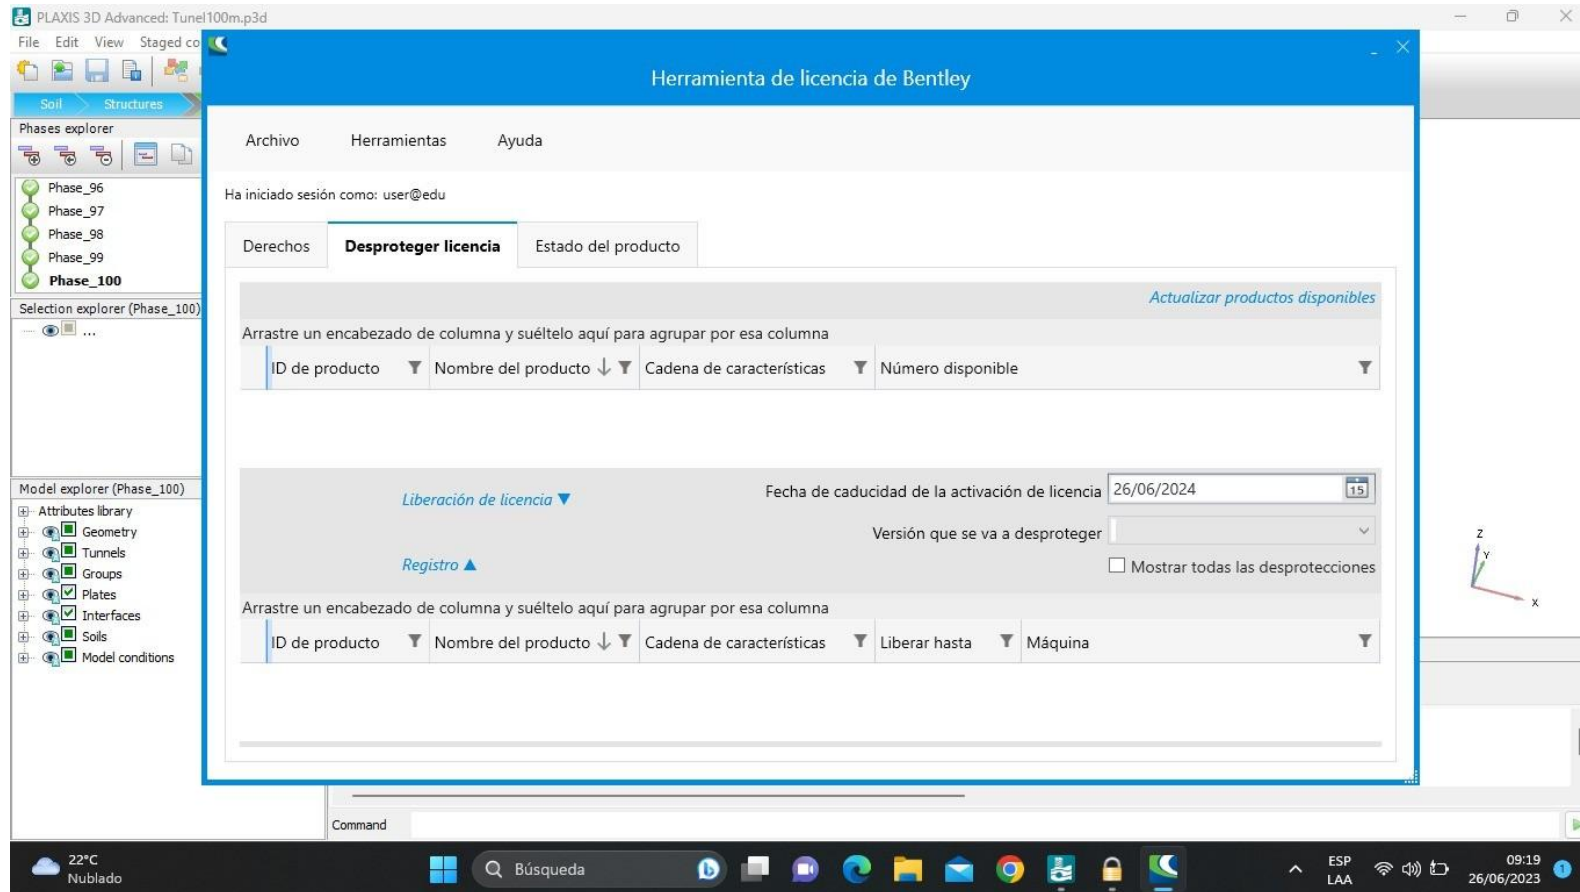 PLAXIS 3D Advanced: Tunel100m.p3d
File Edit View Staged co
Soil Structures
Phases explorer
Phase_96
Phase_97
Phase_98
Phase_99
Phase_100
Selection explorer (Phase_100)
...
Model explorer (Phase_100)
Attributes library
Geometry
Tunnels
Groups
Plates
Interfaces
Soils
Model conditions
Herramienta de licencia de Bentley
Archivo Herramientas Ayuda
Ha iniciado sesión como: user@edu
Derechos Desproteger licencia Estado del producto
Actualizar productos disponibles
Arrastre un encabezado de columna y suéltelo aquí para agrupar por esa columna
ID de producto Nombre del producto Cadena de características Número disponible
Liberación de licencia ▼ Fecha de caducidad de la activación de licencia 26/06/2024 15
Versión que se va a desproteger
Registro ▲ Mostrar todas las desprotecciones
Arrastre un encabezado de columna y suéltelo aquí para agrupar por esa columna
ID de producto Nombre del producto Cadena de características Liberar hasta Máquina
Z
Y
X
Command
22°C
Nublado
Búsqueda
ESP
LAA
09:19
26/06/2023
1